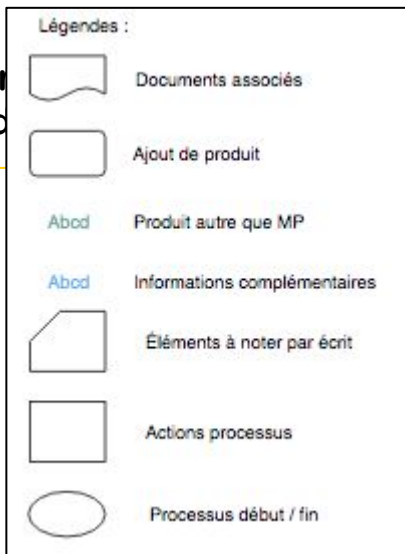 Légendes :
Documents associés
Ajout de produit
Abcd Produit autre que MP
Abcd Informations complémentaires
Éléments à noter par écrit
Actions processus
Processus début / fin